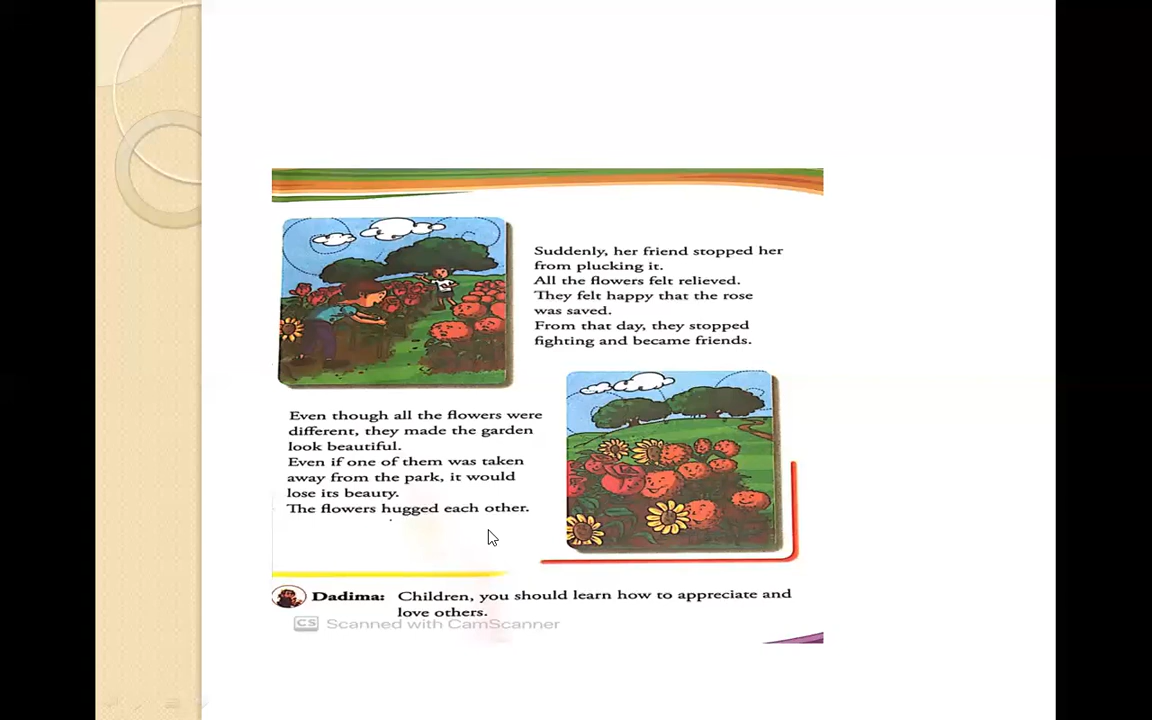 Suddenly, her friend stopped her
from plucking it.
All the flowers felt relieved.
They felt happy that the rose
was saved.
From that day, they stopped
fighting and became friends.
Even though all the flowers were
different, they made the garden
look beautiful.
Even if one of them was taken
away from the park, it would
lose its beauty.
The flowers hugged each other.
Dadima: Children, you should learn how to appreciate and
love others.
CS Scanned with CamScanner